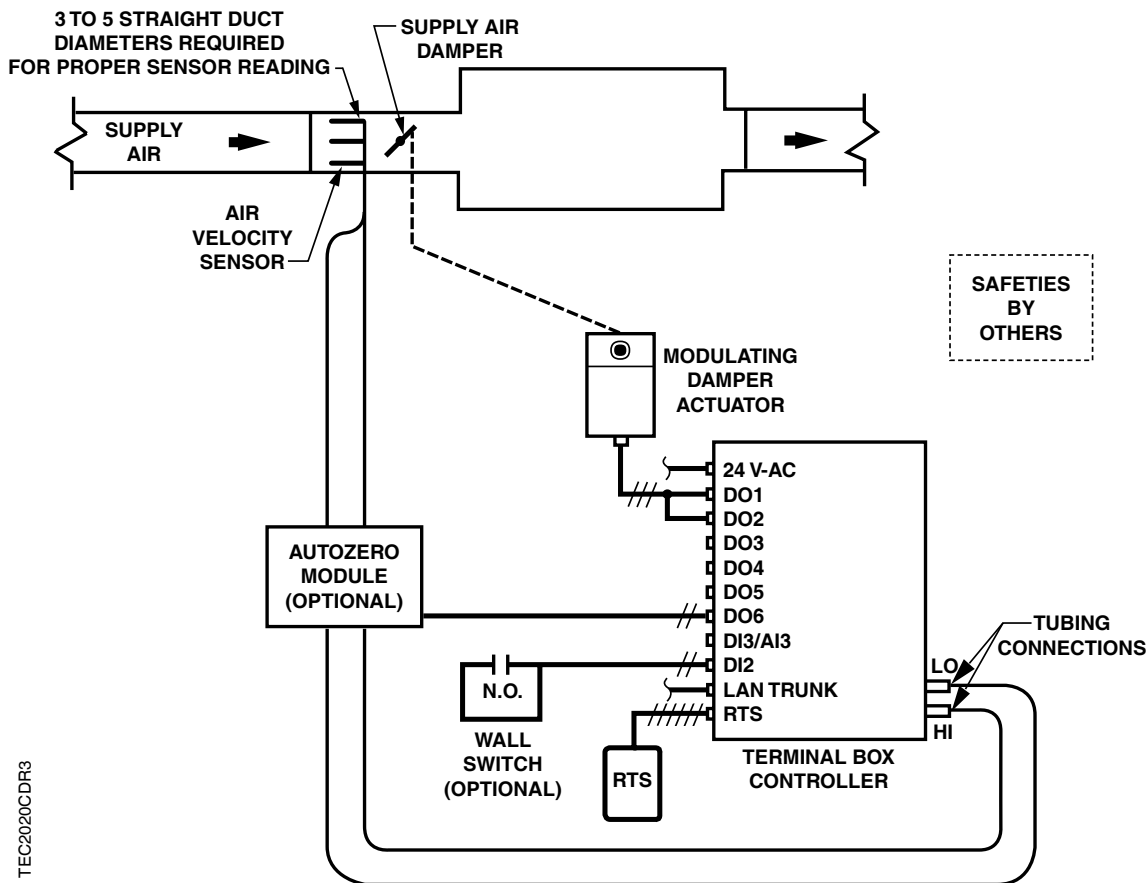 3 TO 5 STRAIGHT DUCT
DIAMETERS REQUIRED
FOR PROPER SENSOR READING
SUPPLY AIR
DAMPER
SUPPLY
AIR
AIR
VELOCITY
SENSOR
SAFETIES
BY
OTHERS
MODULATING
DAMPER
ACTUATOR
24 V-AC
DO1
DO2
DO3
DO4
DO5
DO6
DI3/AI3
DI2
LAN TRUNK
RTS
AUTOZERO
MODULE
(OPTIONAL)
TUBING
CONNECTIONS
LO
HI
N.O.
WALL
SWITCH
(OPTIONAL)
RTS
TERMINAL BOX
CONTROLLER
TEC2020CDR3